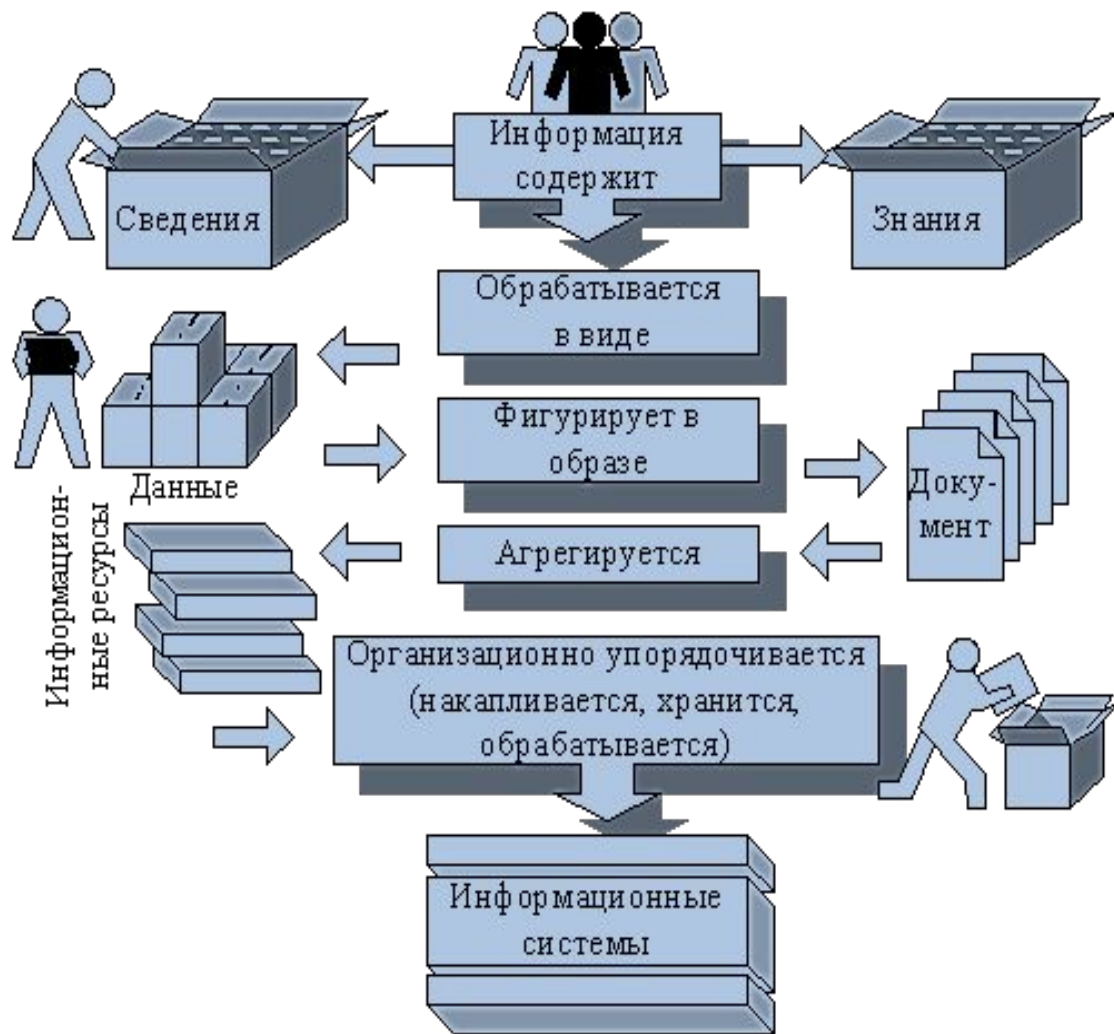 Информация
содержит
Сведения
Знания
Обрабатывается
в виде
Фигурирует в
образе
Данные
Доку-
мент
Информацион-
ные ресурсы
Агрегируется
Организационно упорядочивается
(накапливается, хранится,
обрабатывается)
Информационные
системы